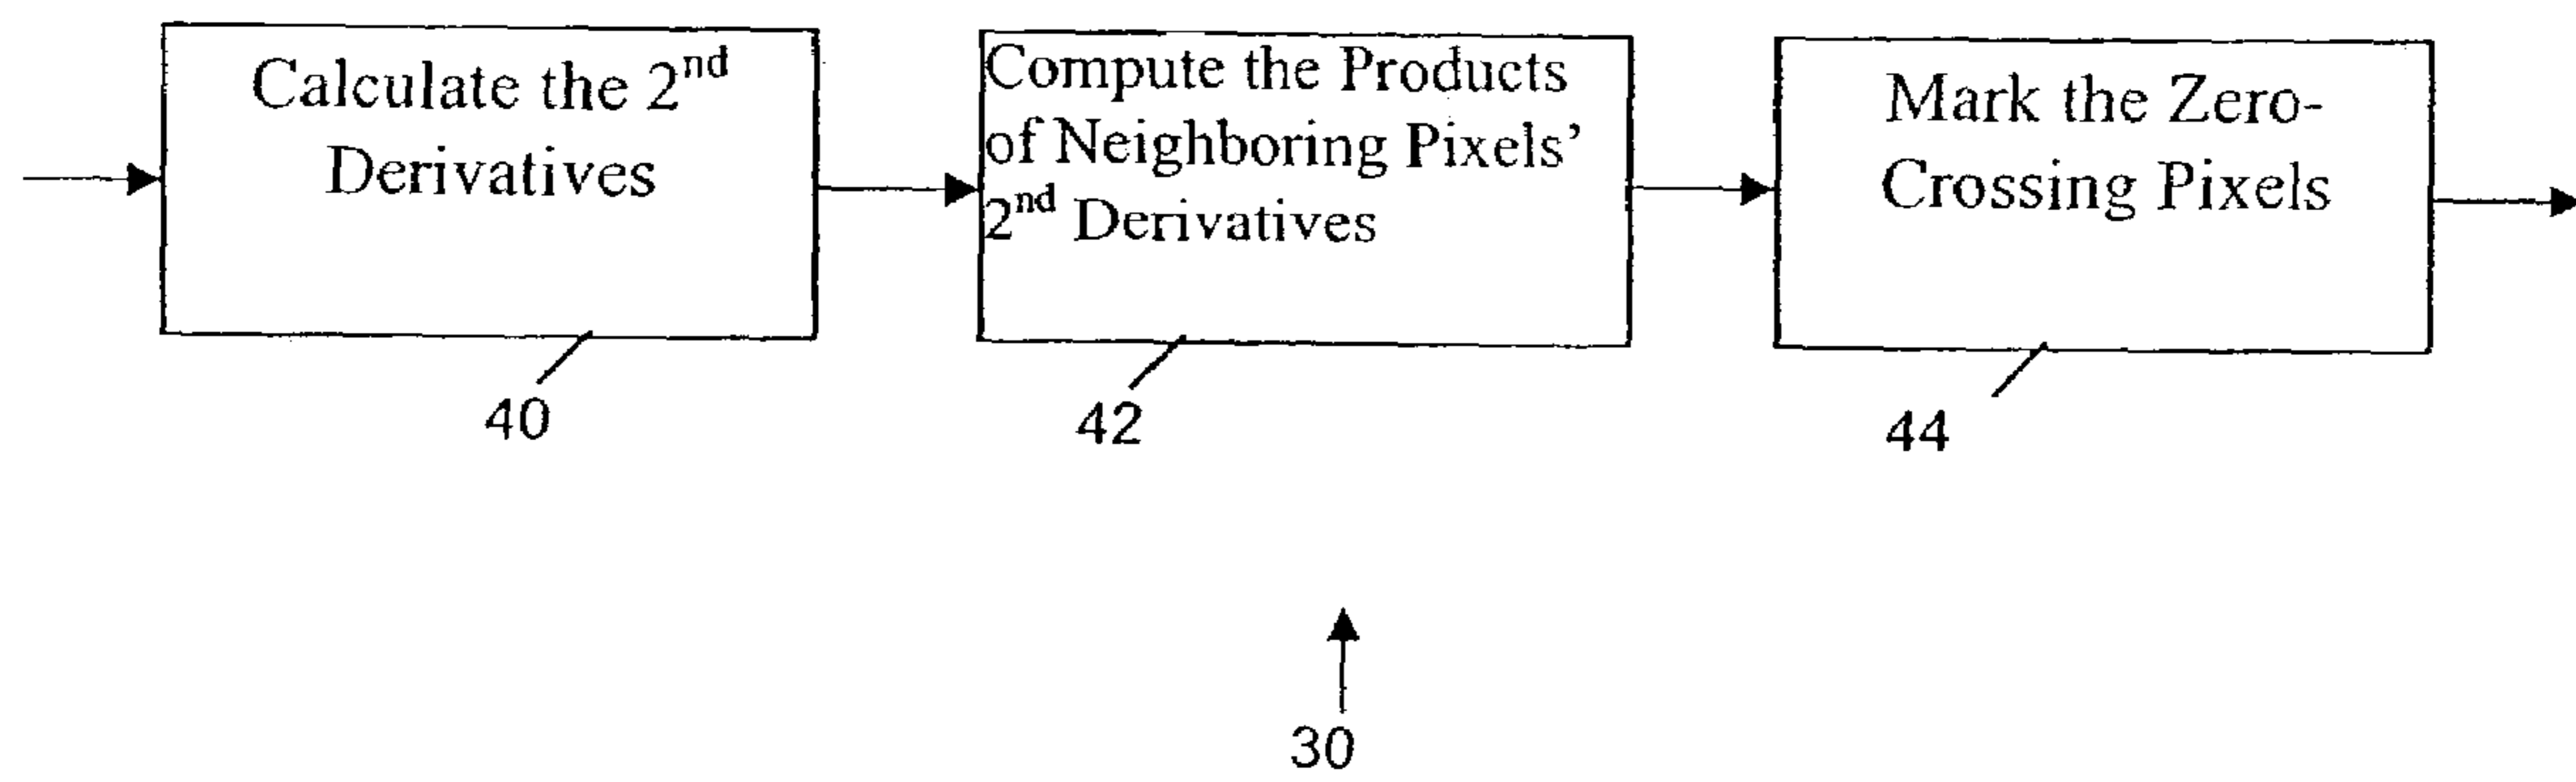 Calculate the 2nd
Derivatives
Compute the Products
of Neighboring Pixels’
2nd Derivatives
Mark the Zero-
Crossing Pixels
40
42
44
30